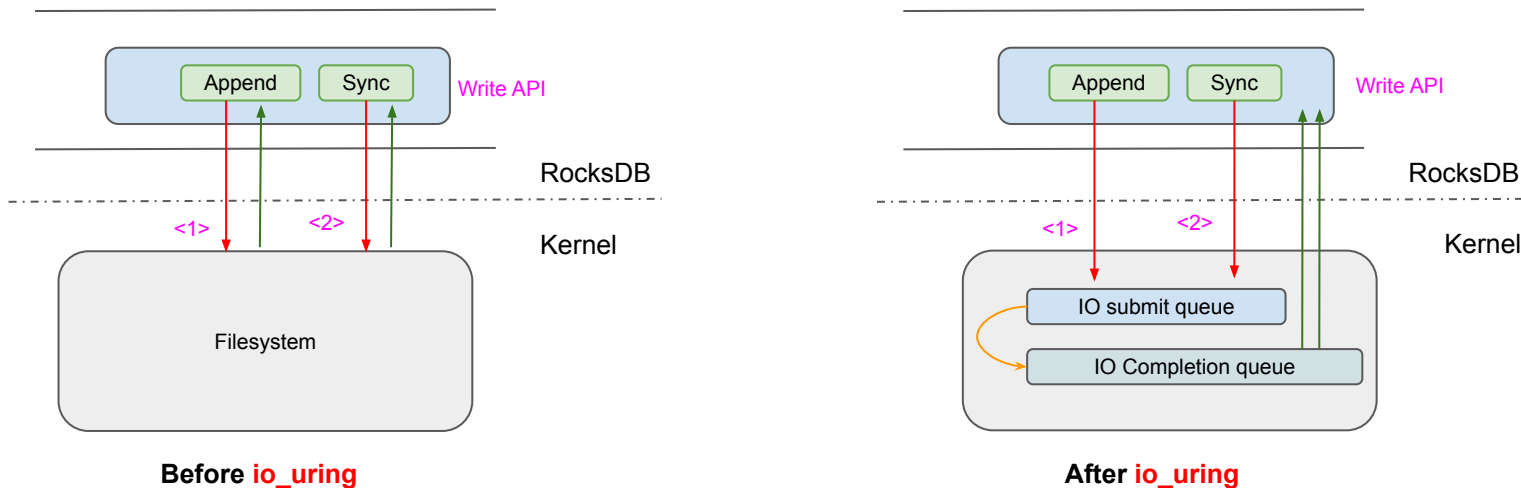 Append
Sync
Write API
RocksDB
<1>
<2>
Kernel
Filesystem
Before io_uring
Append
Sync
Write API
RocksDB
<1>
<2>
Kernel
IO submit queue
IO Completion queue
After io_uring